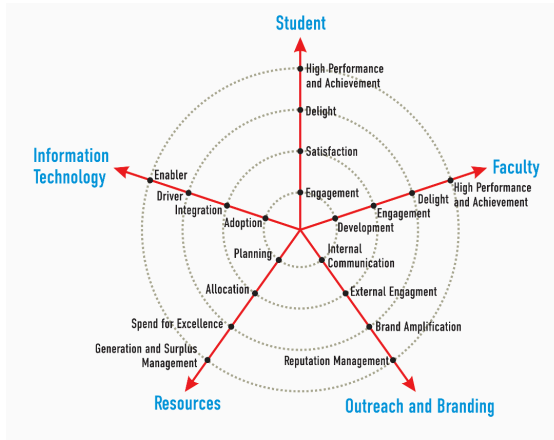 Student
High Performance
and Achievement
Delight
Satisfaction
Engagement
Information
Technology
Enabler
Driver
Integration
Adoption
Faculty
High Performance
and Achievement
Delight
Engagement
Development
Planning
Allocation
Spend for Excellence
Generation and Surplus
Management
Resources
Internal
Communication
External Engagment
Brand Amplification
Reputation Management
Outreach and Branding